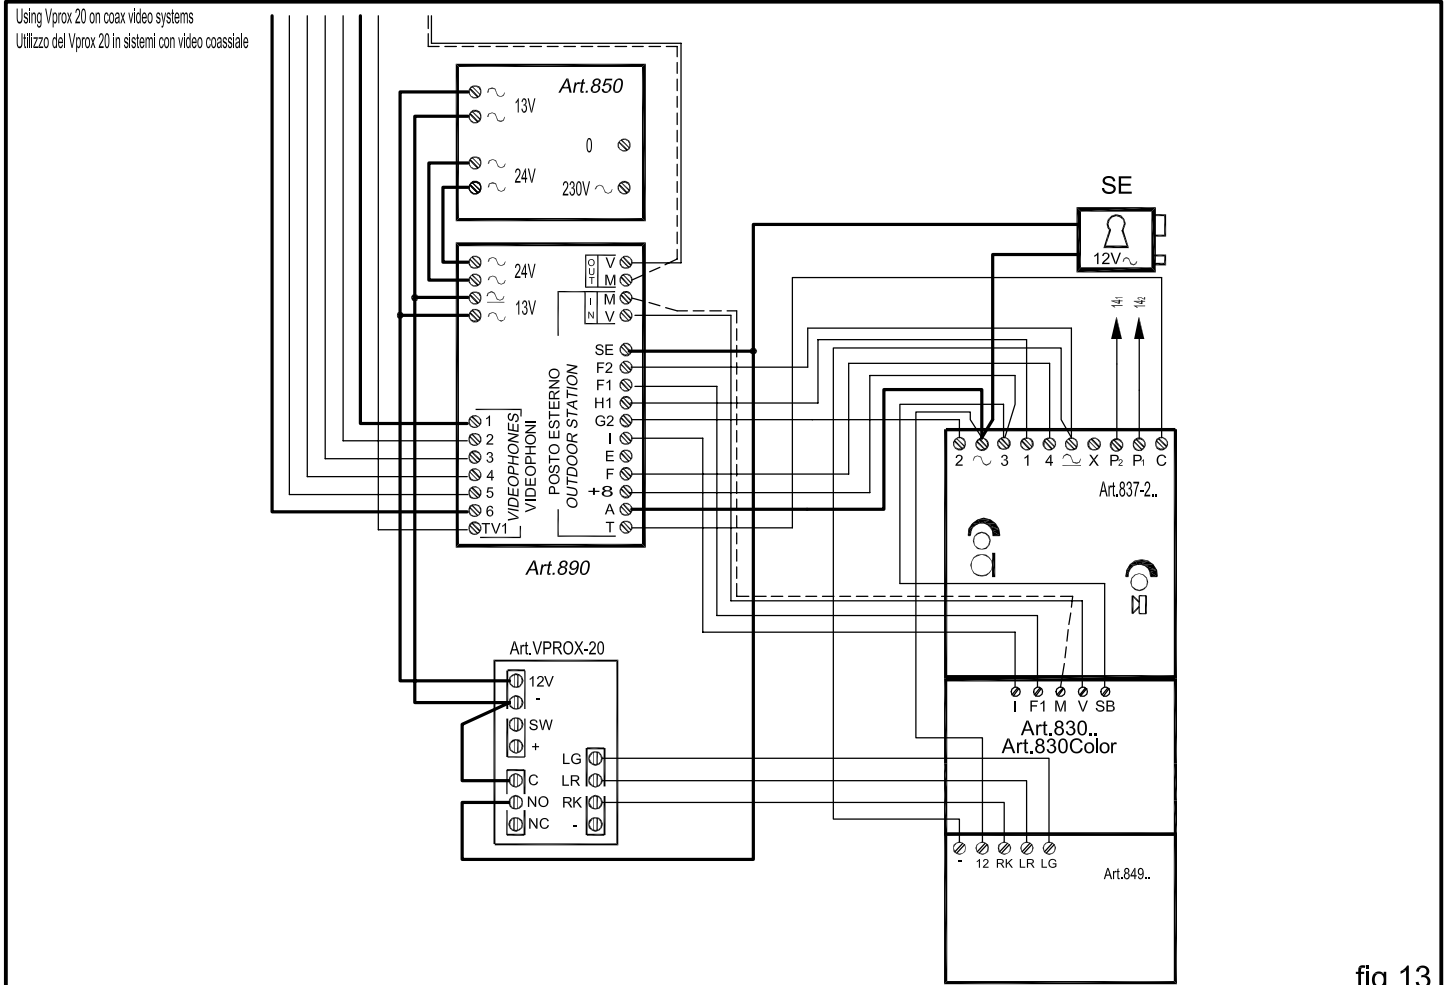 Using Vprox 20 on coax video systems
Utilizzo del Vprox 20 in sistemi con video coassiale
Art.850
13V
0
24V
230V
SE
12V
24V
13V
OUT
V
M
IN
M
V
SE
F2
F1
H1
G2
I
E
F
+8
A
T
POSTO ESTERNO
OUTDOOR STATION
1
2
3
4
5
6
TV1
VIDEOPHONES
VIDEOPHONI
Art.890
14₁
14₂
2 3 1 4 X P₂ P₁ C
Art.837-2..
I F1 M V SB
Art.830..
Art.830Color
Art.VPROX-20
12V
-
SW
+
C
NO
NC
LG
LR
RK
-
- 12 RK LR LG
Art.849..
fig.13